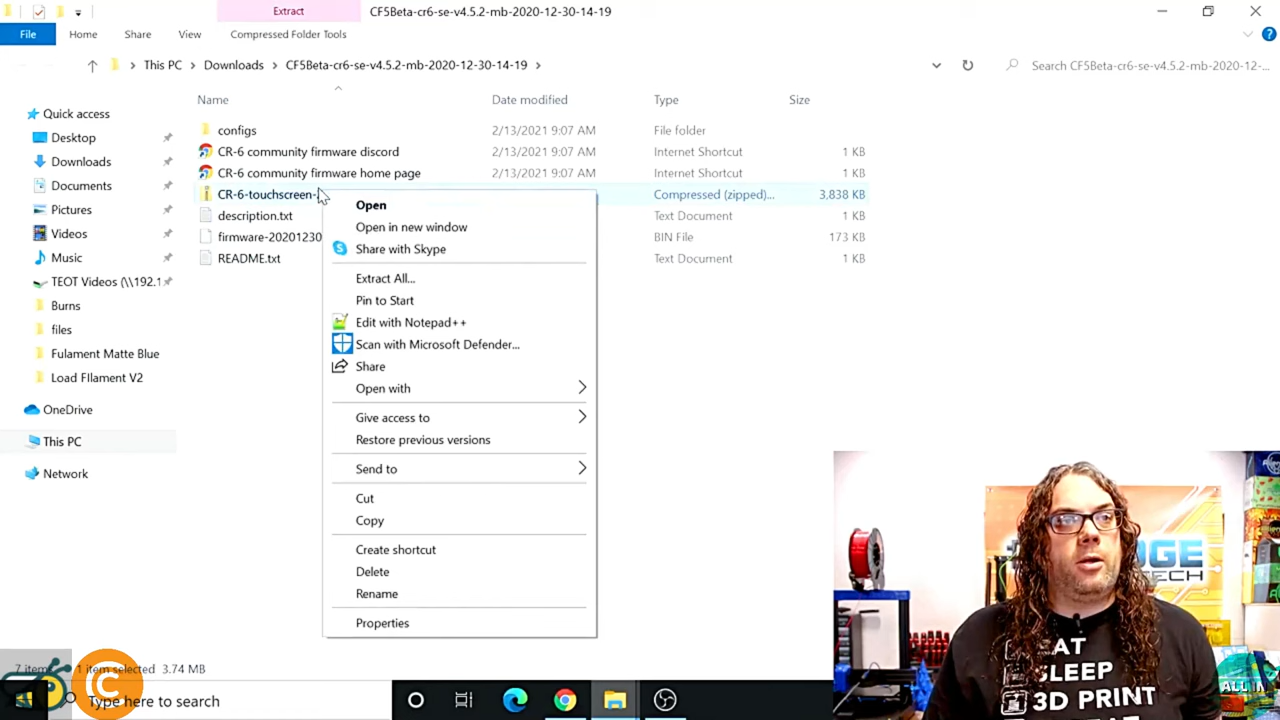 Extract CF5Beta-cr6-se-v4.5.2-mb-2020-12-30-14-19
File Home Share View Compressed Folder Tools
This PC Downloads CF5Beta-cr6-se-v4.5.2-mb-2020-12-30-14-19 Search CF5Beta-cr6-se-v4.5.2-mb-2020-12-...
Name Date modified Type Size
Quick access
Desktop
Downloads
Documents
Pictures
Videos
Music
TEOT Videos (\\192.1
Burns
files
Fulament Matte Blue
Load FIlament V2
OneDrive
This PC
Network
configs 2/13/2021 9:07 AM File folder
CR-6 community firmware discord 2/13/2021 9:07 AM Internet Shortcut 1 KB
CR-6 community firmware home page 2/13/2021 9:07 AM Internet Shortcut 1 KB
CR-6-touchscreen- Compressed (zipped)... 3,838 KB
description.txt Text Document 1 KB
firmware-20201230 BIN File 173 KB
README.txt Text Document 1 KB
Open
Open in new window
Share with Skype
Extract All...
Pin to Start
Edit with Notepad++
Scan with Microsoft Defender...
Share
Open with
Give access to
Restore previous versions
Send to
Cut
Copy
Create shortcut
Delete
Rename
Properties
7 items 1 item selected 3.74 MB
Type here to search
EAT
SLEEP
3D PRINT
ALL IN